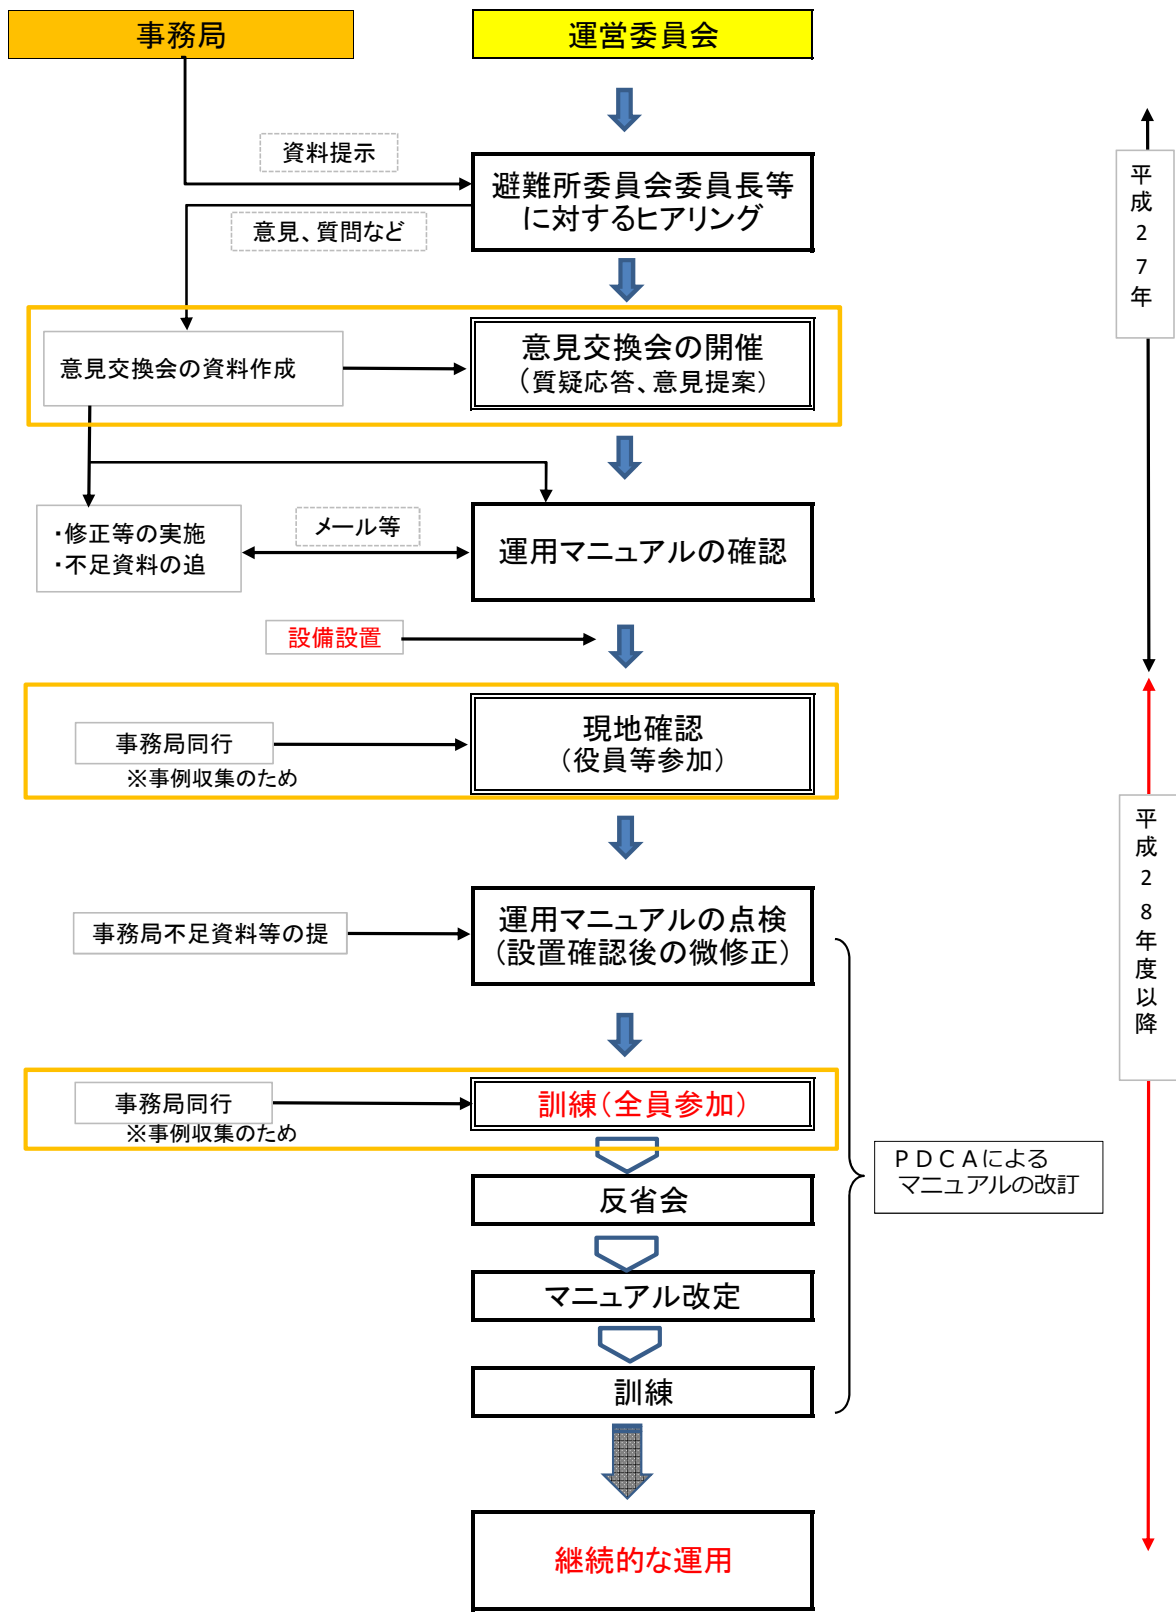 事務局
運営委員会
資料提示
避難所委員会委員長等
に対するヒアリング
意見、質問など
意見交換会の資料作成
意見交換会の開催
（質疑応答、意見提案）
・修正等の実施
・不足資料の追
メール等
運用マニュアルの確認
設備設置
平成27年
事務局同行
※事例収集のため
現地確認
（役員等参加）
事務局不足資料等の提
運用マニュアルの点検
（設置確認後の微修正）
平成28年度以降
事務局同行
※事例収集のため
訓練（全員参加）
反省会
ＰＤＣＡによる
マニュアルの改訂
マニュアル改定
訓練
継続的な運用